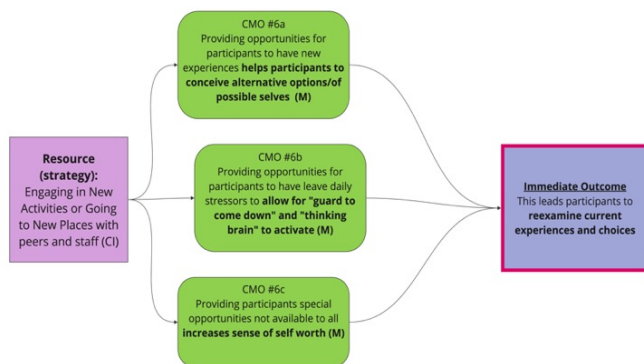 CMO #6a
Providing opportunities for
participants to have new
experiences helps participants to
conceive alternative options/of
possible selves (M)
Resource
(strategy):
Engaging in New
Activities or Going
to New Places with
peers and staff (CI)
CMO #6b
Providing opportunities for
participants to have leave daily
stressors to allow for "guard to
come down" and "thinking
brain" to activate (M)
CMO #6c
Providing participants special
opportunities not available to all
increases sense of self worth (M)
Immediate Outcome
This leads participants to
reexamine current
experiences and choices